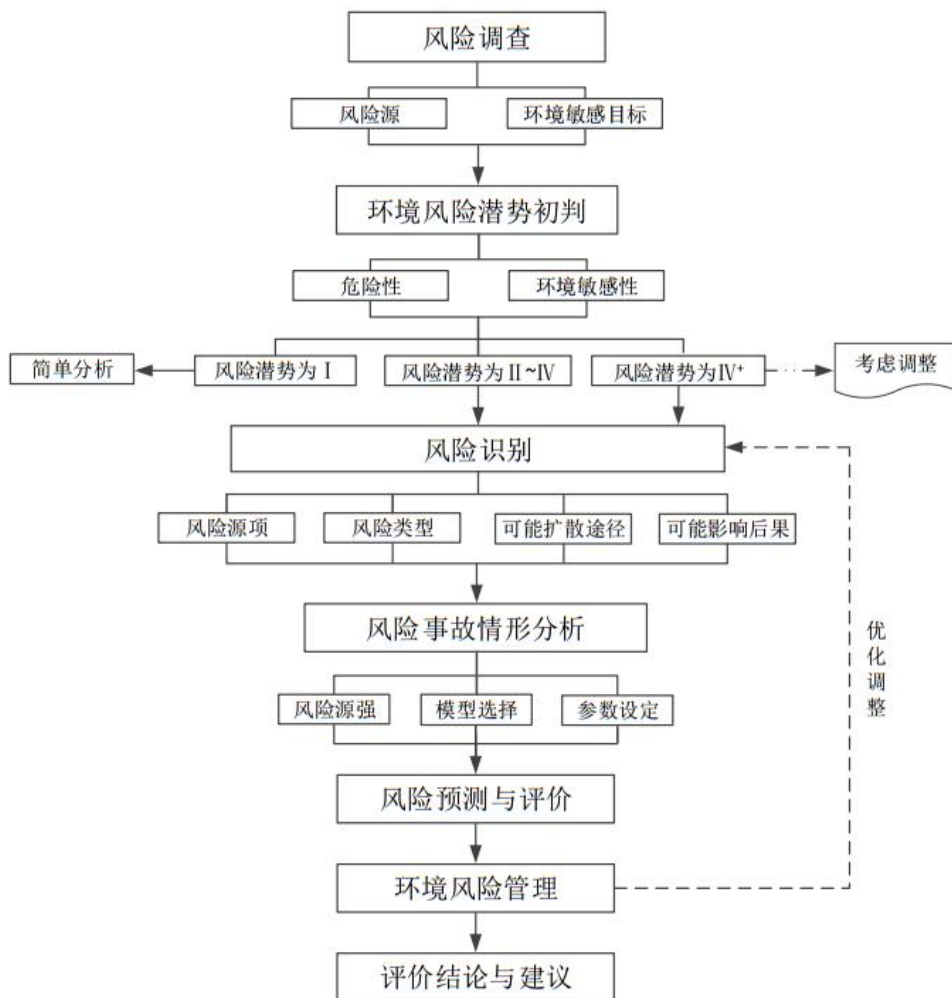 风险调查
风险源
环境敏感目标
环境风险潜势初判
危险性
环境敏感性
简单分析
风险潜势为 I
风险潜势为 II~IV
风险潜势为IV⁺
考虑调整
风险识别
风险源项
风险类型
可能扩散途径
可能影响后果
风险事故情形分析
风险源强
模型选择
参数设定
优化调整
风险预测与评价
环境风险管理
评价结论与建议